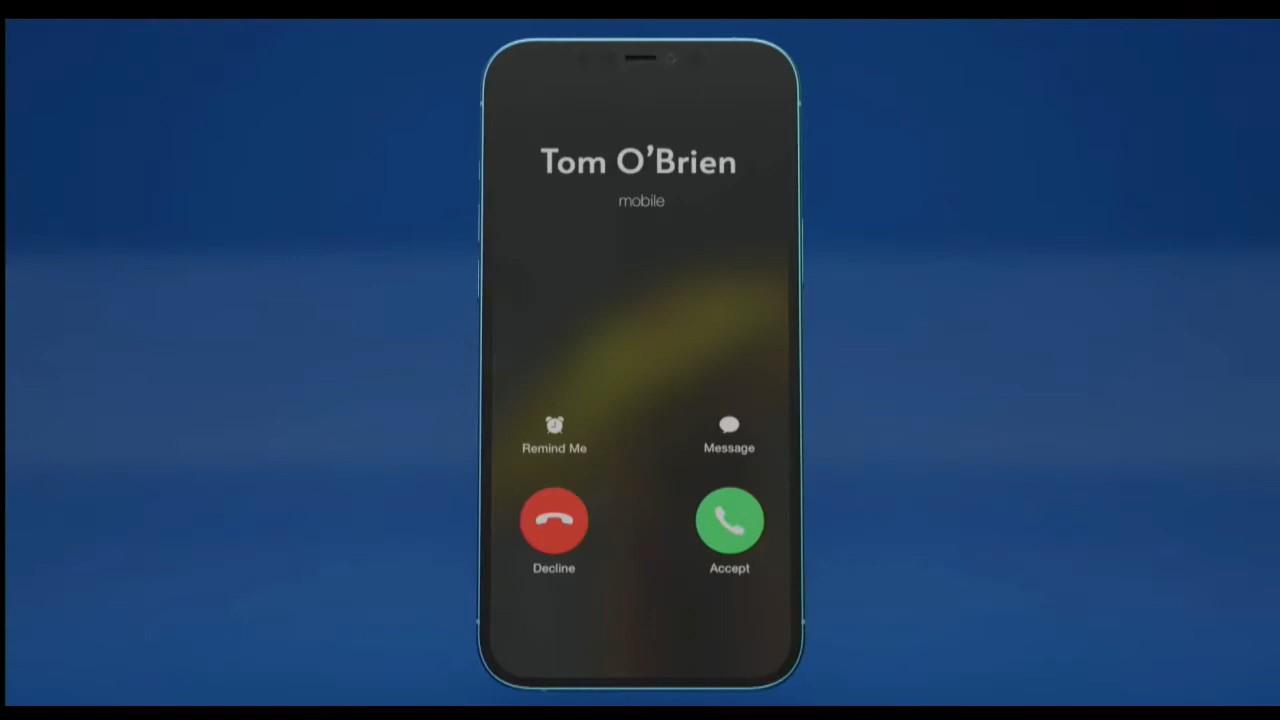 Tom O’Brien
mobile
Remind Me
Message
Decline
Accept